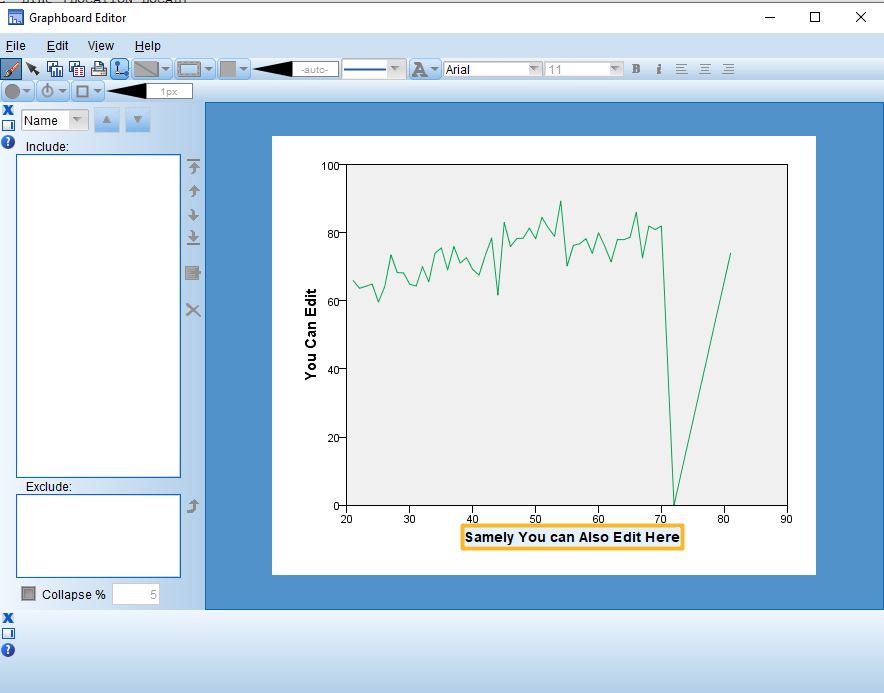 Graphboard Editor
File Edit View Help
-auto- Arial 11 B i
1px
Name
Include:
Exclude:
Collapse % 5
100
80
60
40
20
0
You Can Edit
20 30 40 50 60 70 80 90
Samely You can Also Edit Here